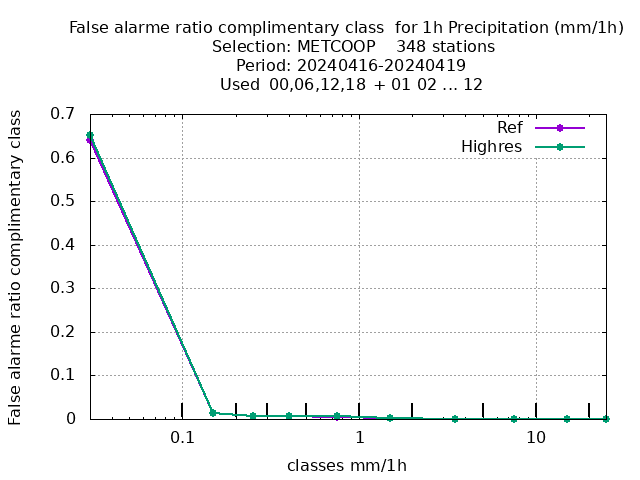 False alarme ratio complimentary class  for 1h Precipitation (mm/1h)
Selection: METCOOP    348 stations
Period: 20240416-20240419
Used  00,06,12,18  + 01 02 ... 12
False alarme ratio complimentary class
0.7
0.6
0.5
0.4
0.3
0.2
0.1
0
Ref
Highres
0.1
1
10
classes mm/1h